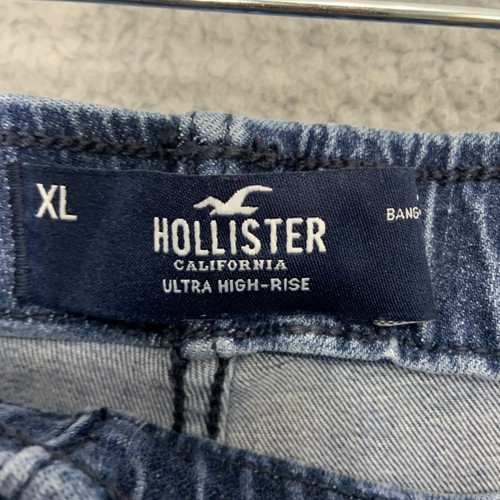 XL
HOLLISTER
CALIFORNIA
ULTRA HIGH-RISE